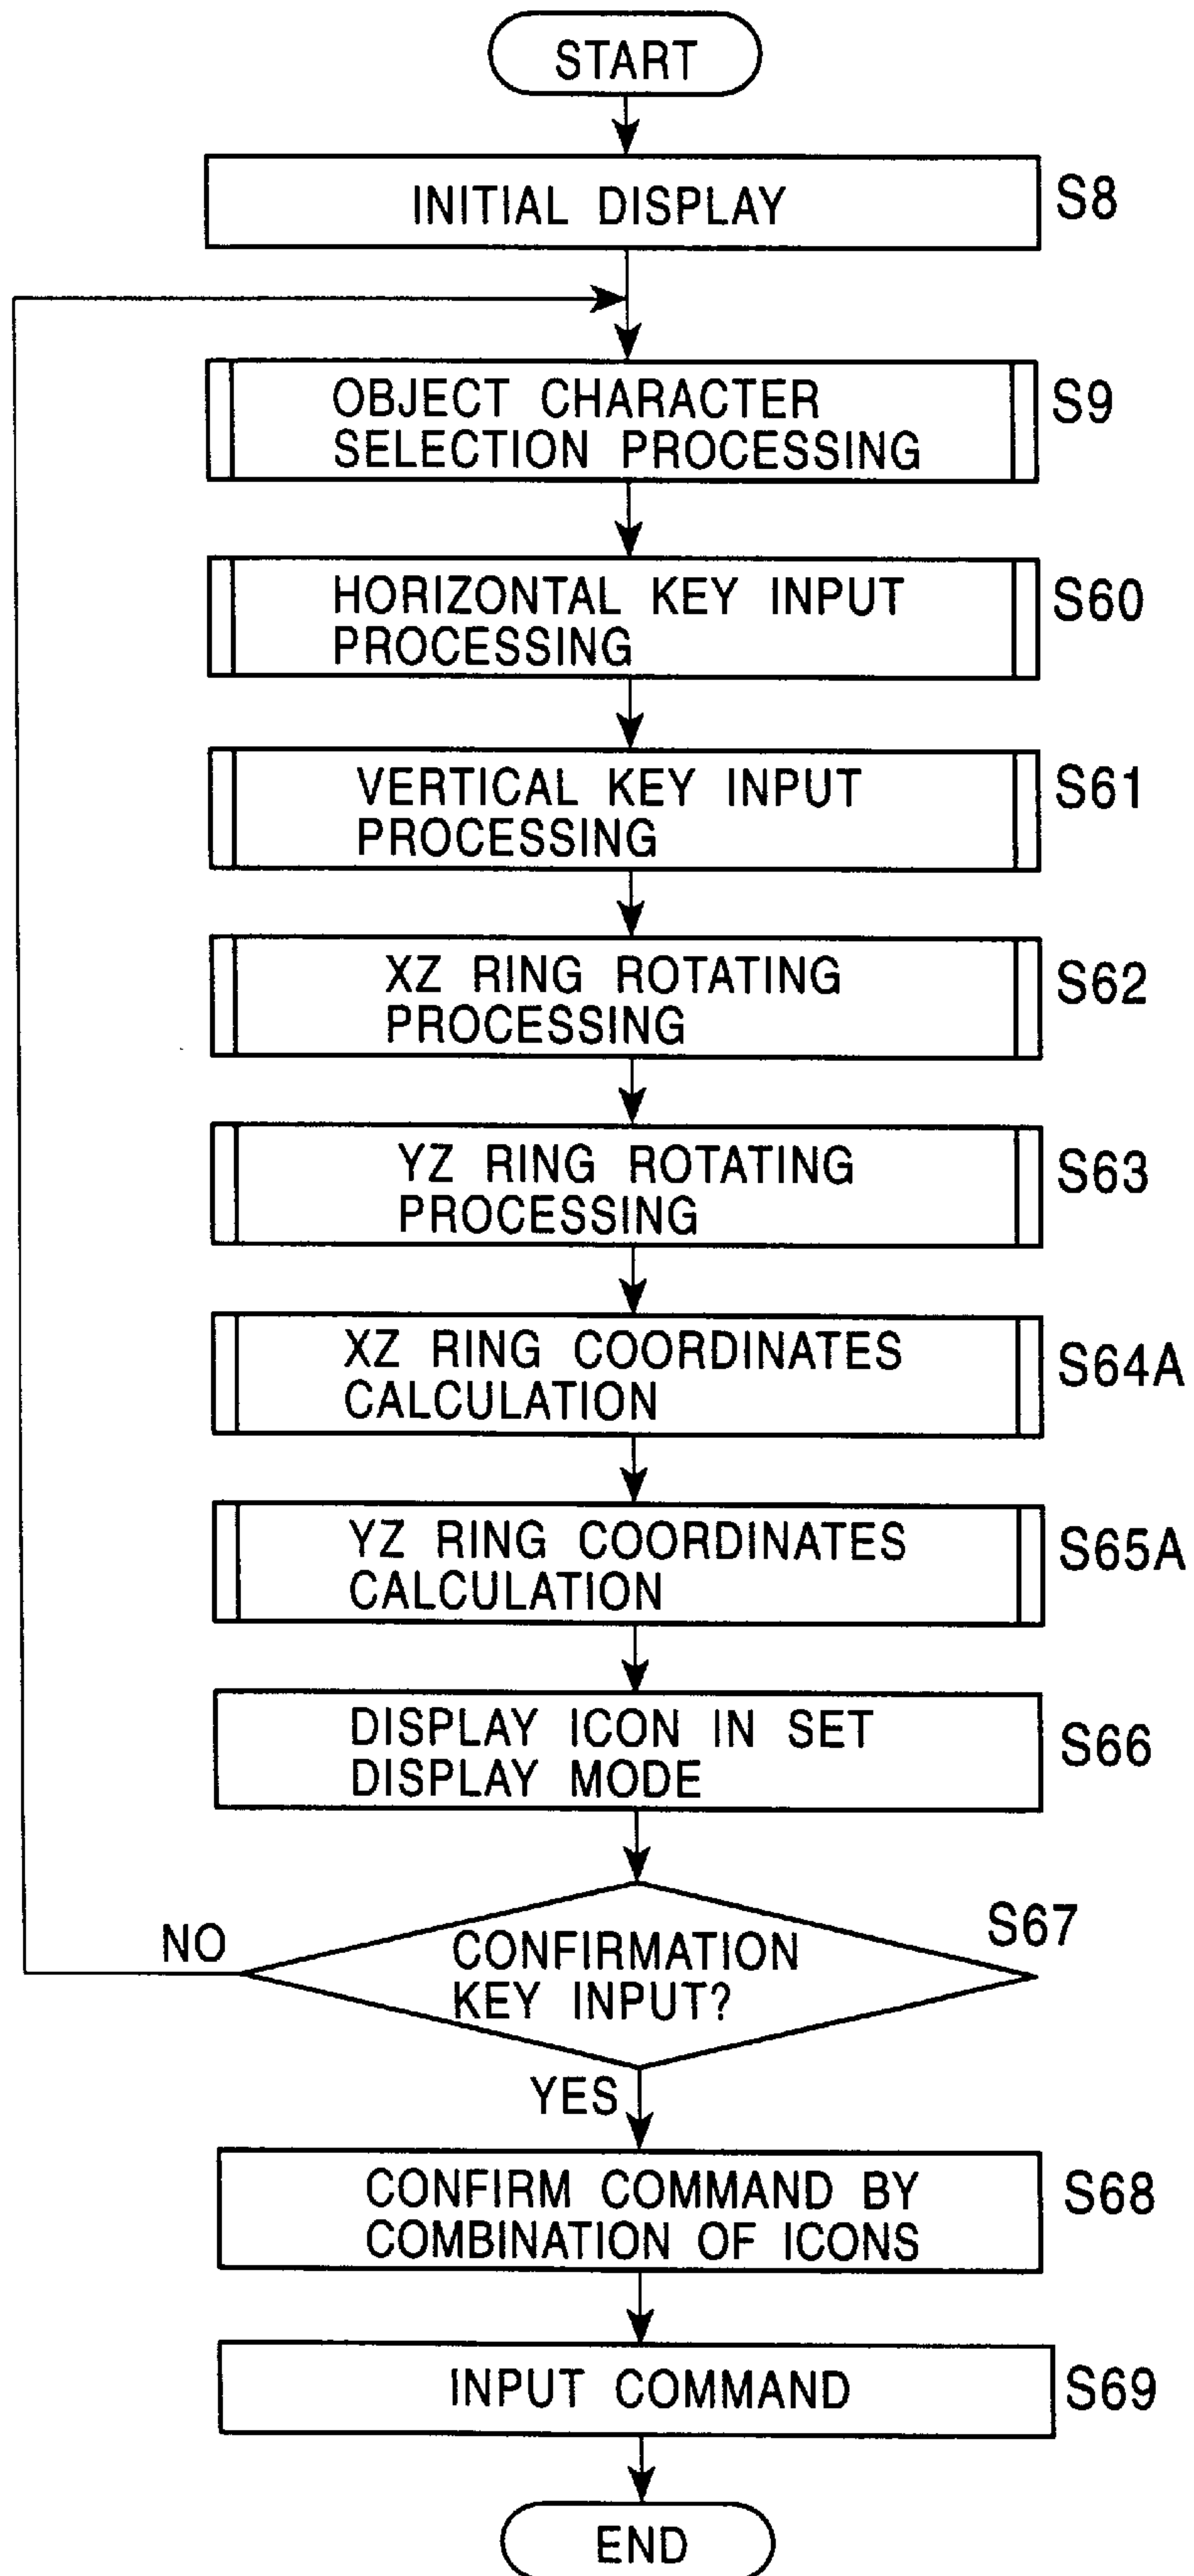 START
INITIAL DISPLAY
S8
OBJECT CHARACTER
SELECTION PROCESSING
S9
HORIZONTAL KEY INPUT
PROCESSING
S60
VERTICAL KEY INPUT
PROCESSING
S61
XZ RING ROTATING
PROCESSING
S62
YZ RING ROTATING
PROCESSING
S63
XZ RING COORDINATES
CALCULATION
S64A
YZ RING COORDINATES
CALCULATION
S65A
DISPLAY ICON IN SET
DISPLAY MODE
S66
CONFIRMATION
KEY INPUT?
S67
NO
YES
CONFIRM COMMAND BY
COMBINATION OF ICONS
S68
INPUT COMMAND
S69
END